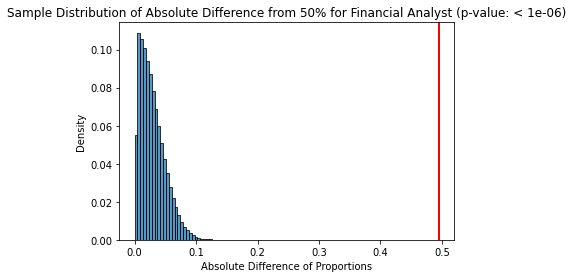 Sample Distribution of Absolute Difference from 50% for Financial Analyst (p-value: < 1e-06)
0.10
0.08
0.06
0.04
0.02
0.00
Density
0.0 0.1 0.2 0.3 0.4 0.5
Absolute Difference of Proportions